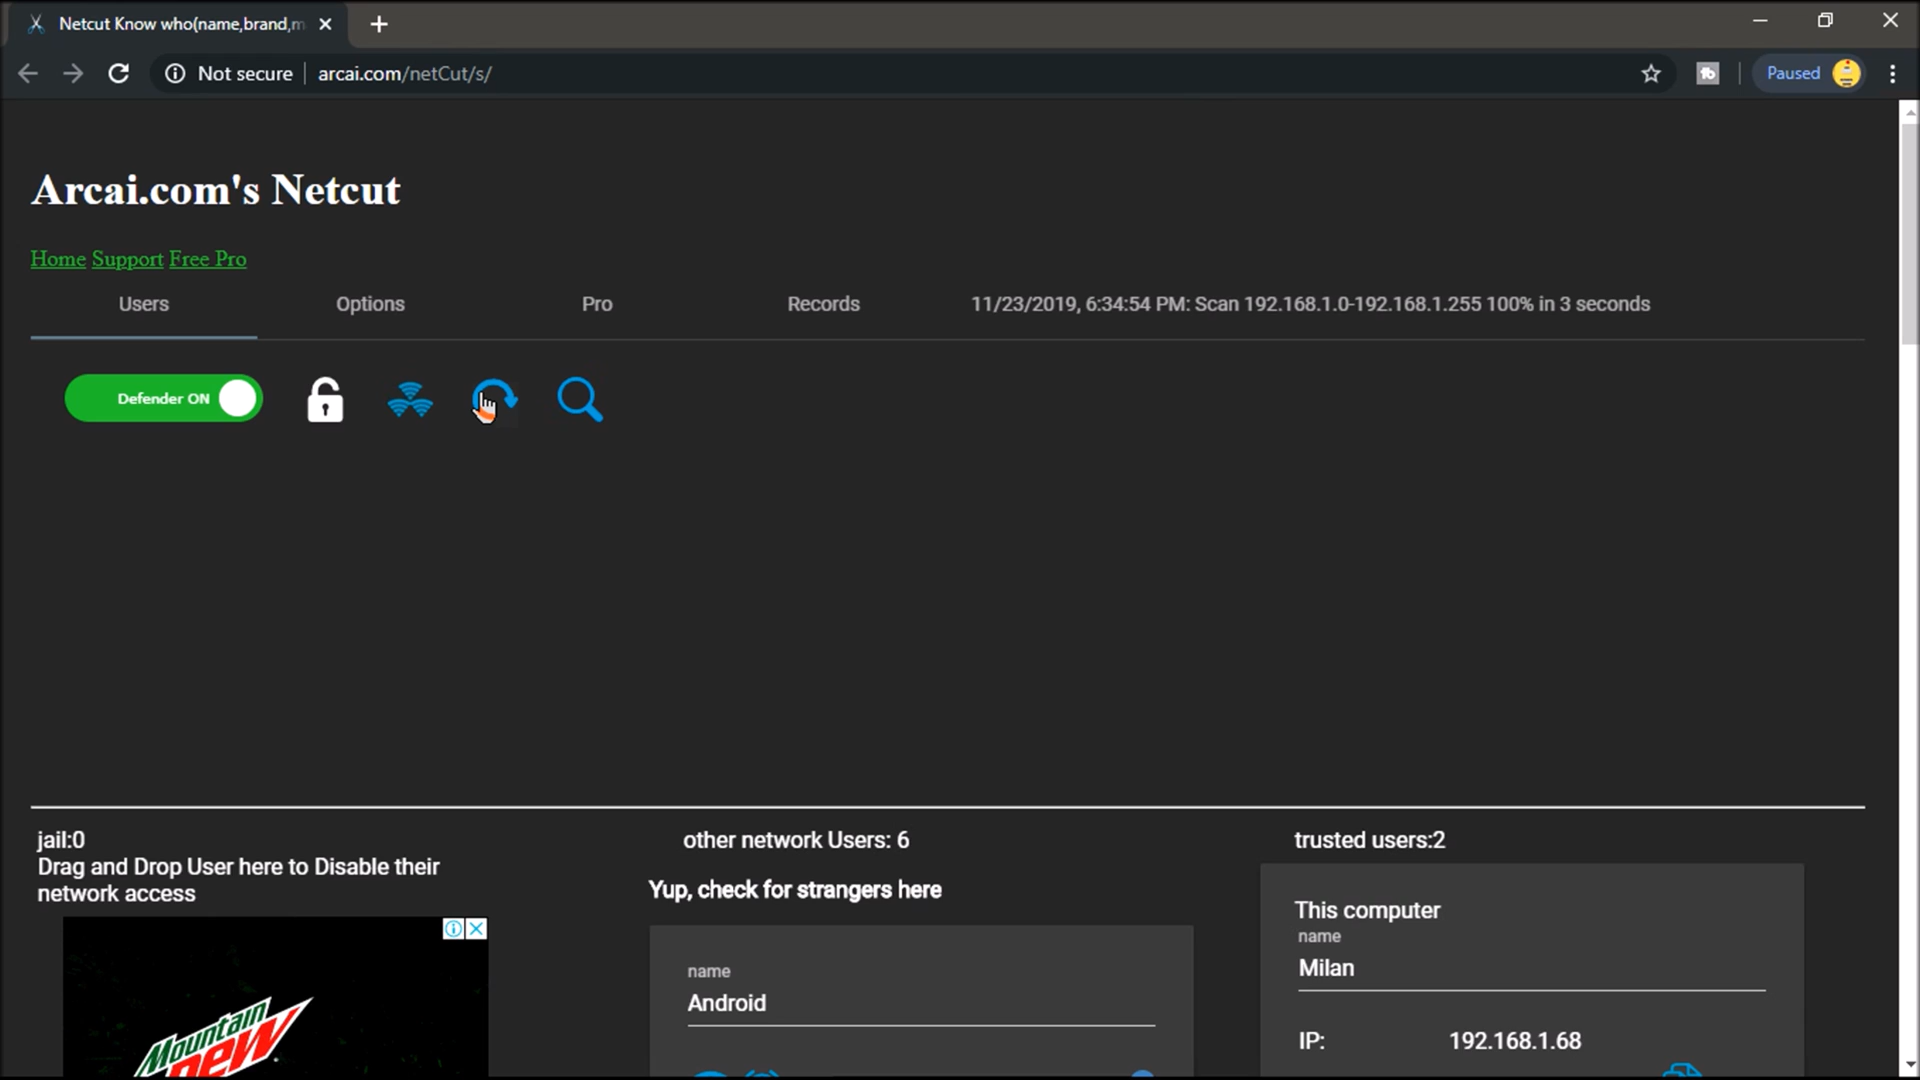 Netcut Know who(name,brand,m
Not secure
arcai.com/netCut/s/
Paused
Arcai.com's Netcut
Home Support Free Pro
Users
Options
Pro
Records
11/23/2019, 6:34:54 PM: Scan 192.168.1.0-192.168.1.255 100% in 3 seconds
Defender ON
jail:0
Drag and Drop User here to Disable their
network access
other network Users: 6
Yup, check for strangers here
name
Android
trusted users:2
This computer
name
Milan
IP: 192.168.1.68
Mountain
Dew